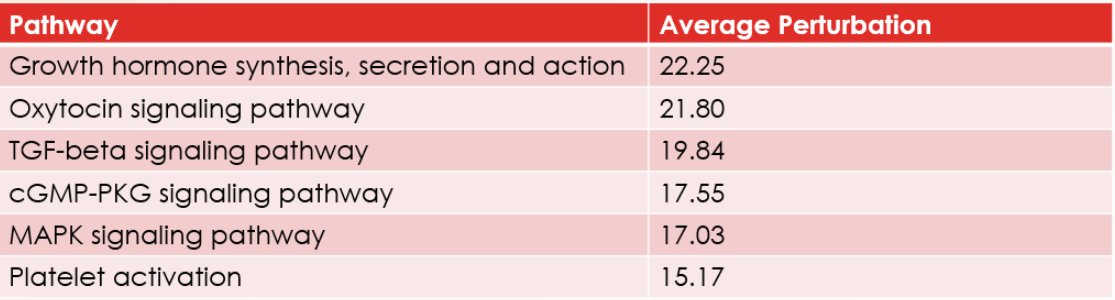 Pathway Average Perturbation
Growth hormone synthesis, secretion and action 22.25
Oxytocin signaling pathway 21.80
TGF-beta signaling pathway 19.84
cGMP-PKG signaling pathway 17.55
MAPK signaling pathway 17.03
Platelet activation 15.17